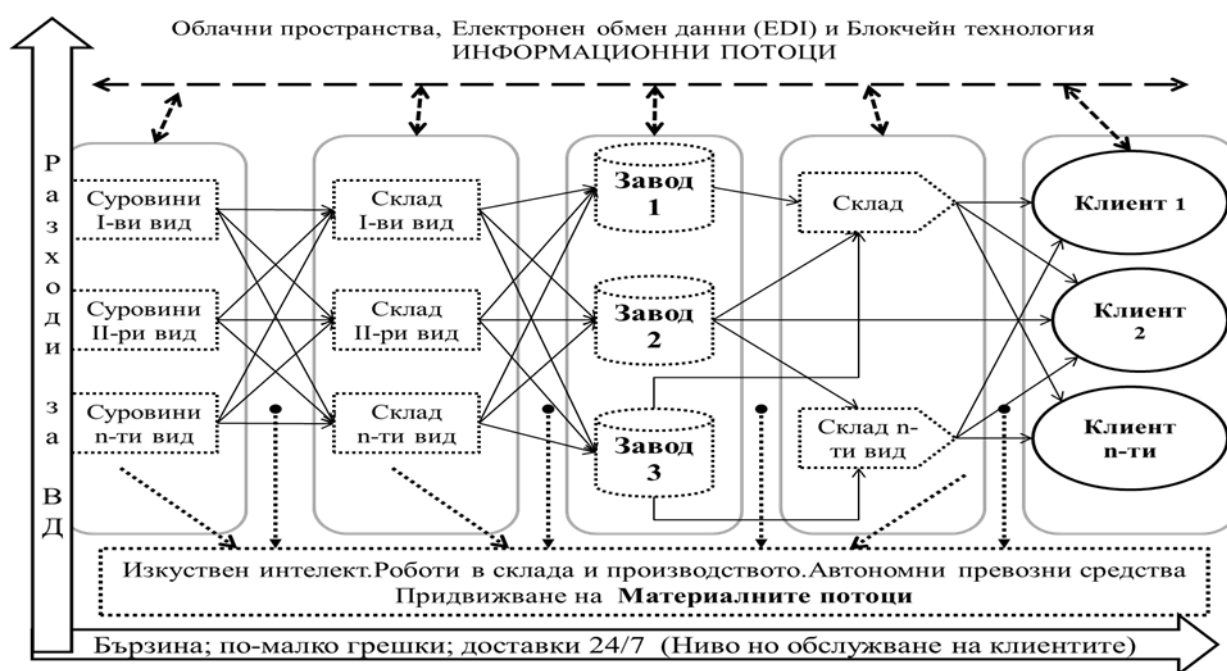 Облачни пространства, Електронен обмен данни (EDI) и Блокчейн технология
ИНФОРМАЦИОННИ ПОТОЦИ
Разходи за ВД
Суровини
I-ви вид
Склад
I-ви вид
Завод
1
Склад
Клиент 1
Суровини
II-ри вид
Склад
II-ри вид
Завод
2
Клиент
2
Суровини
n-ти вид
Склад
n-ти вид
Завод
3
Склад n-
ти вид
Клиент
n-ти
Изкуствен интелект.Роботи в склада и производството.Автономни превозни средства
Придвижване на Материалните потоци
Бързина; по-малко грешки; доставки 24/7 (Ниво но обслужване на клиентите)